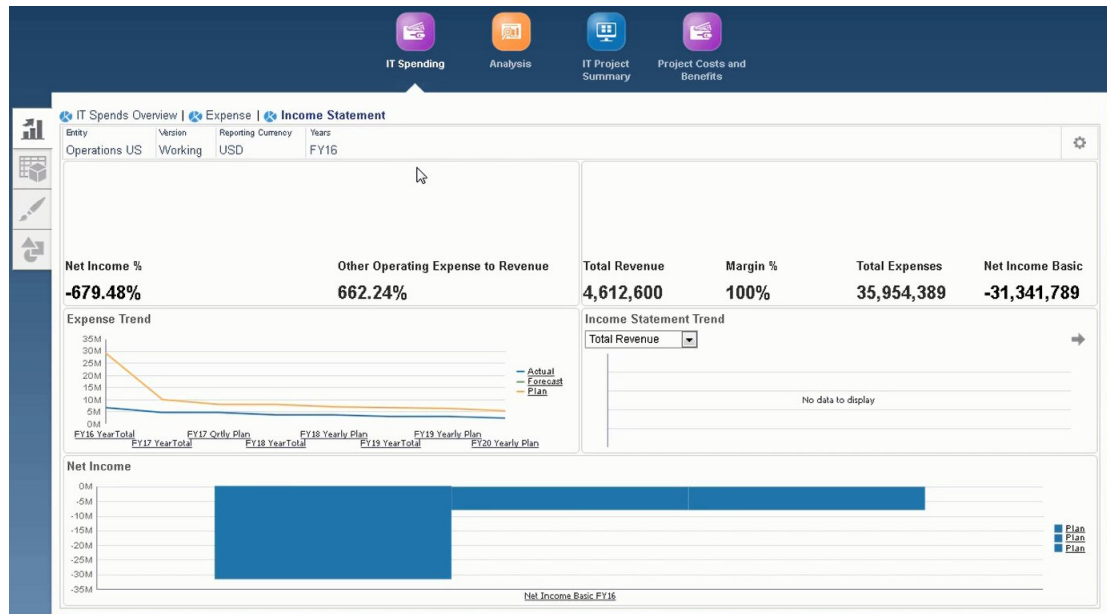 IT Spending
Analysis
IT Project
Summary
Project Costs and
Benefits
IT Spends Overview | Expense | Income Statement
Entity Version Reporting Currency Years
Operations US Working USD FY16
Net Income % Other Operating Expense to Revenue Total Revenue Margin % Total Expenses Net Income Basic
-679.48% 662.24% 4,612,600 100% 35,954,389 -31,341,789
Expense Trend
35M
30M
25M
20M
15M
10M
5M
0M
Actual
Forecast
Plan
FY16 YearTotal FY17 Qrtly Plan FY18 Yearly Plan FY19 Yearly Plan
FY17 YearTotal FY18 YearTotal FY19 YearTotal FY20 Yearly Plan
Income Statement Trend
Total Revenue
No data to display
Net Income
0M
-5M
-10M
-15M
-20M
-25M
-30M
-35M
Plan
Plan
Plan
Net Income Basic FY16